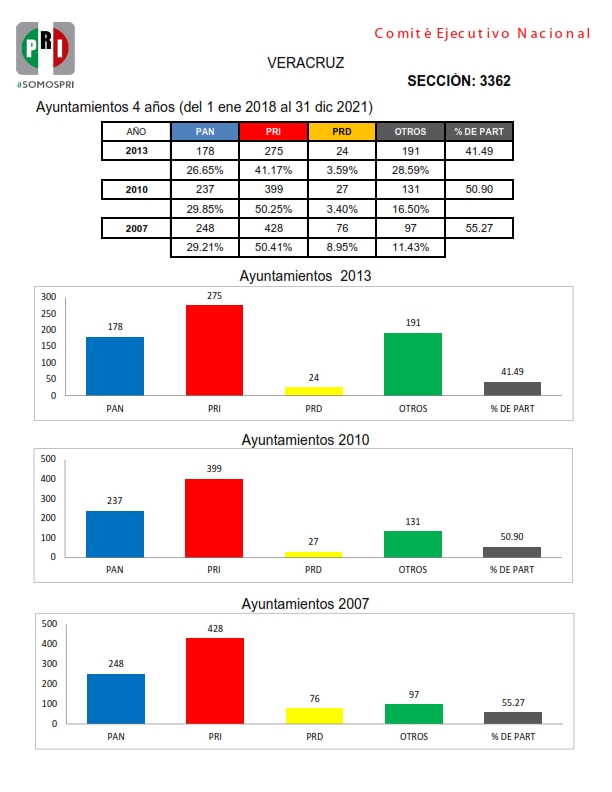 Comité Ejecutivo Nacional
PRI
#SOMOSPRI
VERACRUZ
SECCIÓN: 3362
Ayuntamientos 4 años (del 1 ene 2018 al 31 dic 2021)
AÑO PAN PRI PRD OTROS % DE PART
2013 178 275 24 191 41.49
26.65% 41.17% 3.59% 28.59%
2010 237 399 27 131 50.90
29.85% 50.25% 3.40% 16.50%
2007 248 428 76 97 55.27
29.21% 50.41% 8.95% 11.43%
Ayuntamientos 2013
300
250
200
150
100
50
0
178 275 24 191 41.49
PAN PRI PRD OTROS % DE PART
Ayuntamientos 2010
500
400
300
200
100
0
237 399 27 131 50.90
PAN PRI PRD OTROS % DE PART
Ayuntamientos 2007
500
400
300
200
100
0
248 428 76 97 55.27
PAN PRI PRD OTROS % DE PART